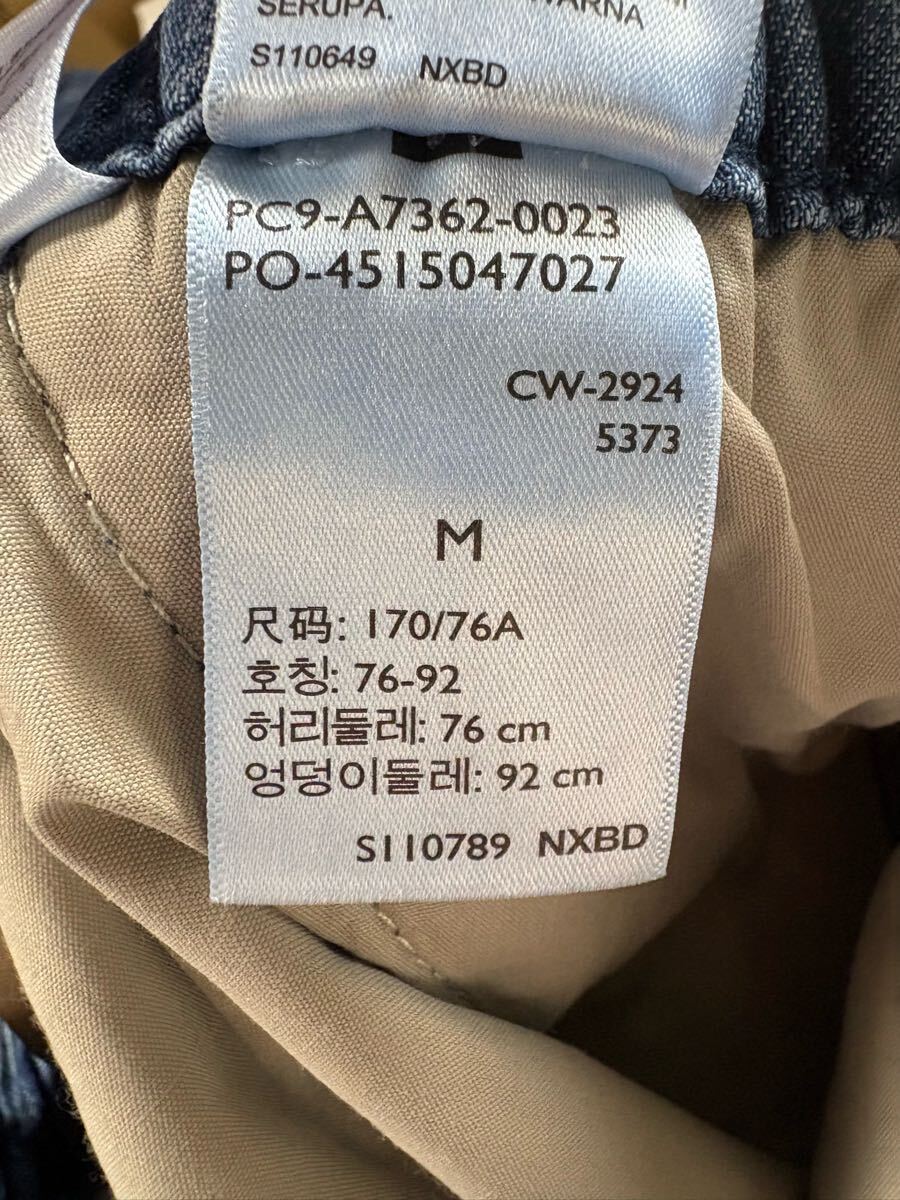 SERUPA.
WARNA
S110649 NXBD
PC9-A7362-0023
PO-4515047027
CW-2924
5373
M
尺码: 170/76A
호칭: 76-92
허리둘레: 76 cm
엉덩이둘레: 92 cm
S110789 NXBD